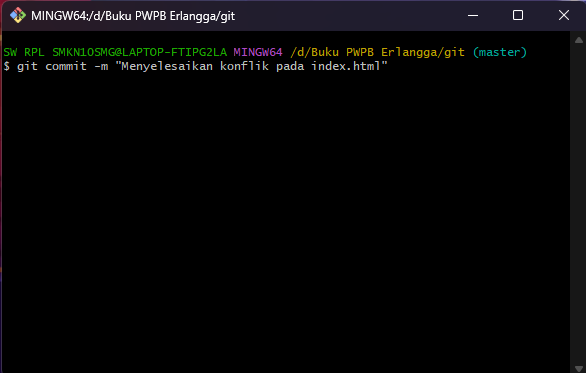 MINGW64:/d/Buku PWPB Erlangga/git
SW RPL SMKN10SMG@LAPTOP-FTIPG2LA MINGW64 /d/Buku PWPB Erlangga/git (master)
$ git commit -m "Menyelesaikan konflik pada index.html"